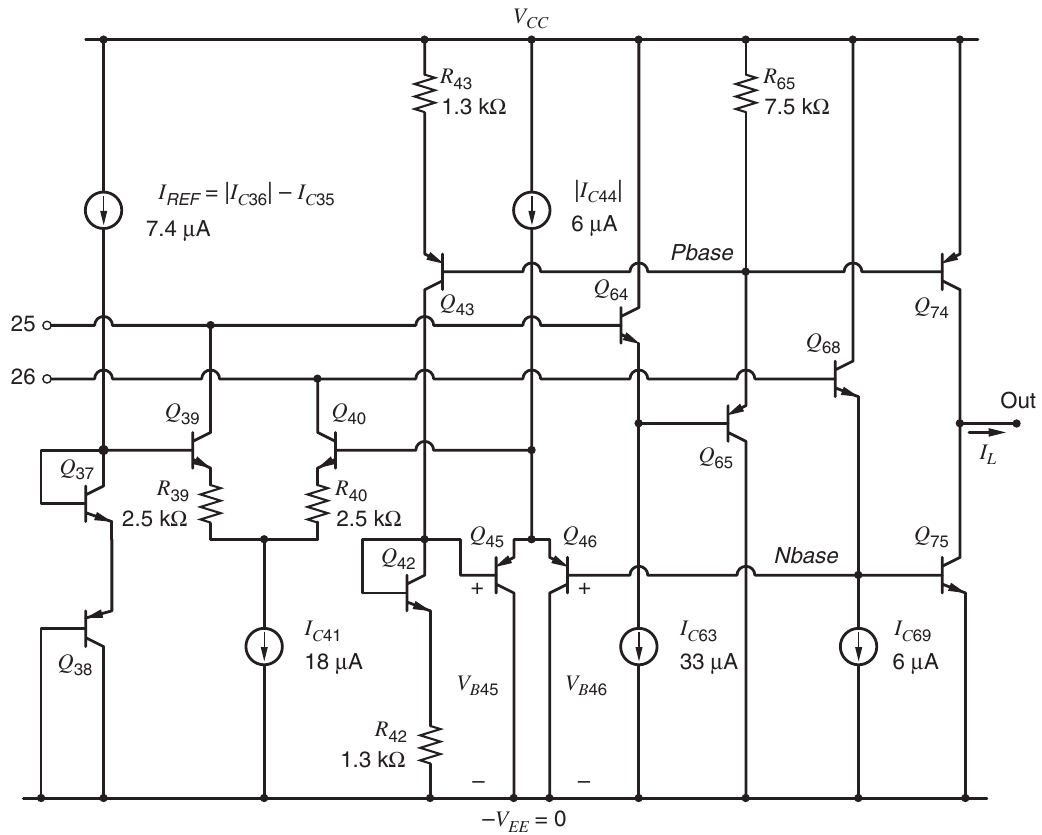 V_CC
R_43
1.3 kΩ
R_65
7.5 kΩ
I_REF = |I_C36| − I_C35
7.4 μA
|I_C44|
6 μA
Pbase
Q_43
Q_64
Q_74
25
Q_68
26
Out
Q_39
Q_40
I_L
Q_37
Q_65
R_39
2.5 kΩ
R_40
2.5 kΩ
Q_42
Q_45
Q_46
Nbase
Q_75
+
+
I_C41
18 μA
I_C63
33 μA
I_C69
6 μA
Q_38
V_B45
V_B46
R_42
1.3 kΩ
−
−
−V_EE = 0